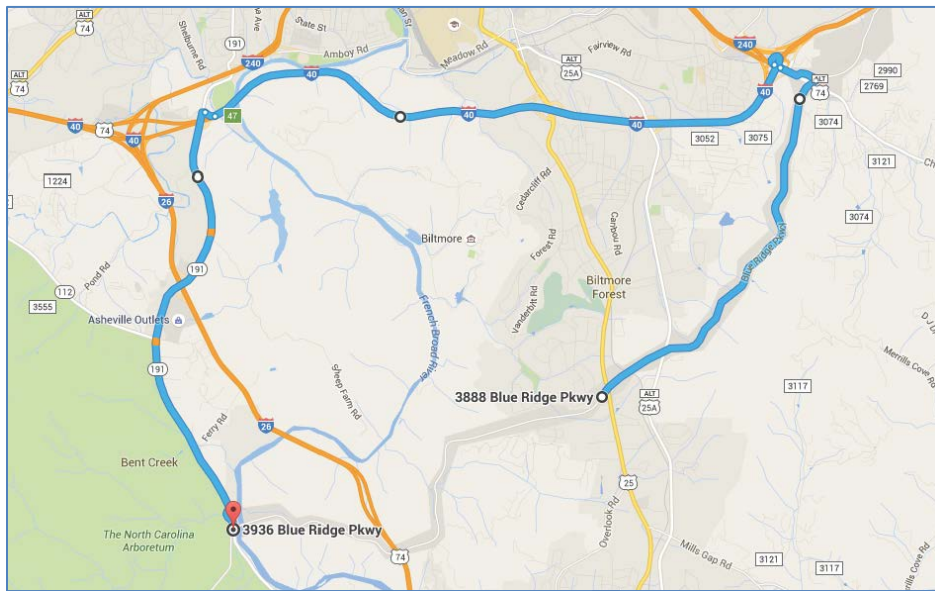 ALT
74
Shelburne Rd
191
State St
Amboy Rd
Meadow Rd
ALT
25A
Fairview Rd
240
ALT
74
240
40
47
40
74
40
40
40
40
ALT
74
2990
2769
3074
3052
3075
3121
1224
26
Cedarcliff Rd
Caribou Rd
3074
191
Biltmore
Forest Rd
Blue Ridge Pkwy
Pond Rd
112
3555
Biltmore
Forest
Vanderbilt Rd
French Broad River
Asheville Outlets
191
Sheep Farm Rd
Merrills Cove Rd
3117
3888 Blue Ridge Pkwy
ALT
25A
Ferry Rd
26
Bent Creek
25
Overlook Rd
The North Carolina
Arboretum
3936 Blue Ridge Pkwy
74
Mills Gap Rd
3121
3117